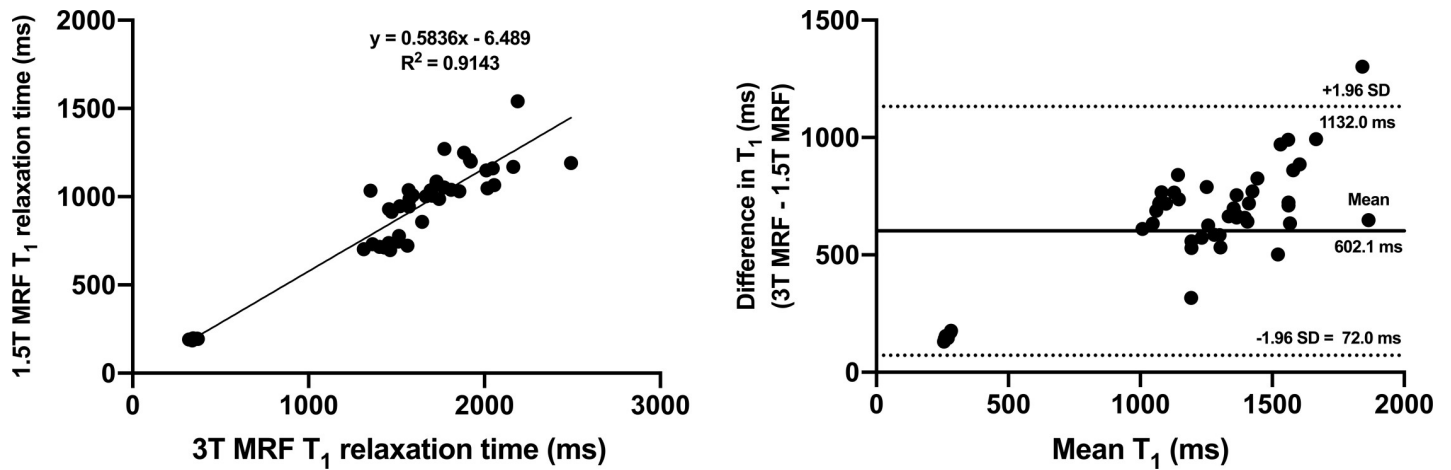 1.5T MRF T1 relaxation time (ms)
2000
1500
1000
500
0
y = 0.5836x - 6.489
R² = 0.9143
0 1000 2000 3000
3T MRF T1 relaxation time (ms)
Difference in T1 (ms)
(3T MRF - 1.5T MRF)
1500
1000
500
0
+1.96 SD
1132.0 ms
Mean
602.1 ms
-1.96 SD = 72.0 ms
0 500 1000 1500 2000
Mean T1 (ms)